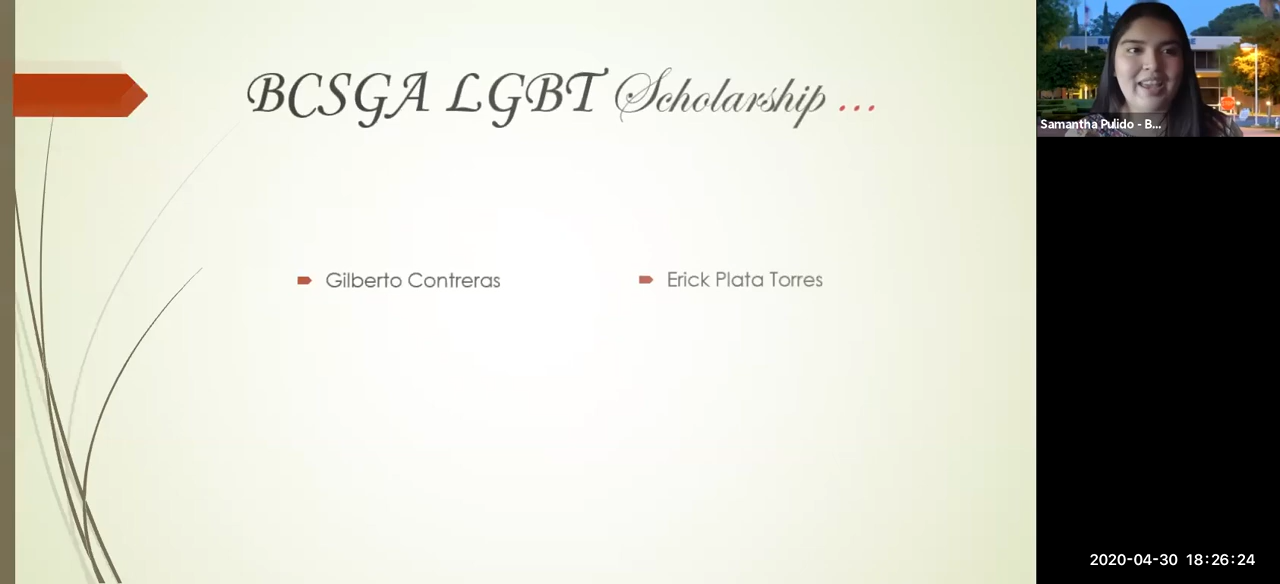 BCSGA LGBT Scholarship ...
Gilberto Contreras
Erick Plata Torres
Samantha Pulido - B...
2020-04-30 18:26:24